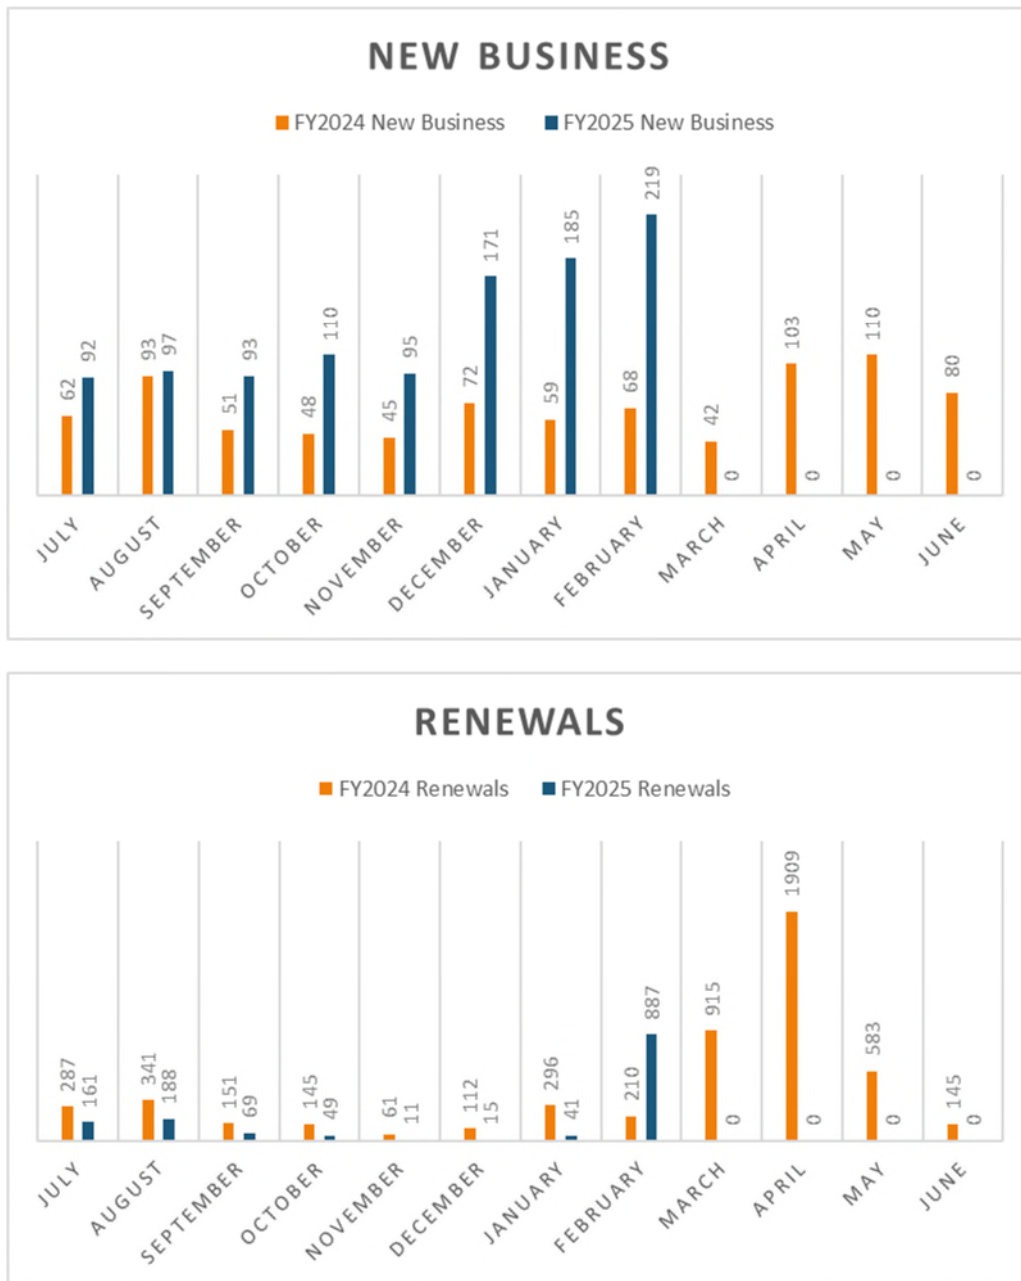 NEW BUSINESS
FY2024 New Business FY2025 New Business
62 92 93 97 51 93 48 110 45 95 72 171 59 185 68 219 42 0 103 0 110 0 80 0
JULY AUGUST SEPTEMBER OCTOBER NOVEMBER DECEMBER JANUARY FEBRUARY MARCH APRIL MAY JUNE
RENEWALS
FY2024 Renewals FY2025 Renewals
287 161 341 188 151 69 145 49 61 11 112 15 296 41 210 887 915 0 1909 0 583 0 145 0
JULY AUGUST SEPTEMBER OCTOBER NOVEMBER DECEMBER JANUARY FEBRUARY MARCH APRIL MAY JUNE